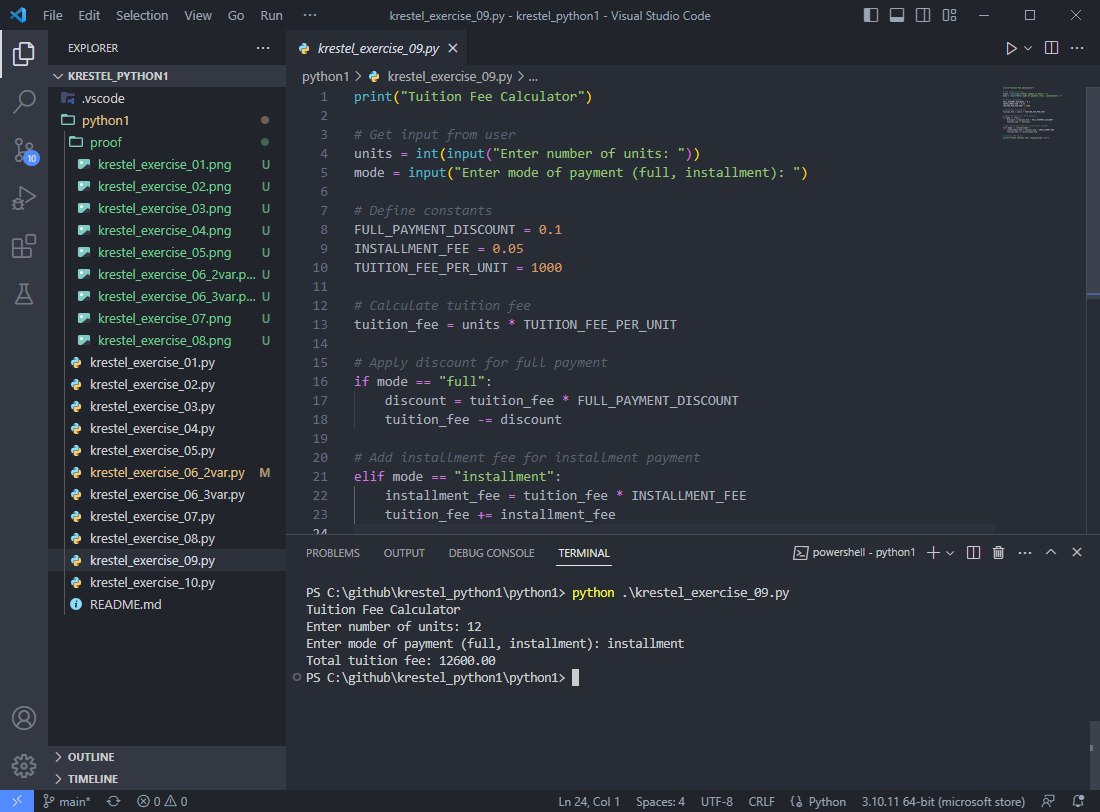 File Edit Selection View Go Run ··· krestel_exercise_09.py - krestel_python1 - Visual Studio Code
EXPLORER
KRESTEL_PYTHON1
.vscode
python1
proof
krestel_exercise_01.png U
krestel_exercise_02.png U
krestel_exercise_03.png U
krestel_exercise_04.png U
krestel_exercise_05.png U
krestel_exercise_06_2var.p... U
krestel_exercise_06_3var.p... U
krestel_exercise_07.png U
krestel_exercise_08.png U
krestel_exercise_01.py
krestel_exercise_02.py
krestel_exercise_03.py
krestel_exercise_04.py
krestel_exercise_05.py
krestel_exercise_06_2var.py M
krestel_exercise_06_3var.py
krestel_exercise_07.py
krestel_exercise_08.py
krestel_exercise_09.py
krestel_exercise_10.py
README.md
OUTLINE
TIMELINE
10
krestel_exercise_09.py
python1 > krestel_exercise_09.py > ...
1 print("Tuition Fee Calculator")
2
3 # Get input from user
4 units = int(input("Enter number of units: "))
5 mode = input("Enter mode of payment (full, installment): ")
6
7 # Define constants
8 FULL_PAYMENT_DISCOUNT = 0.1
9 INSTALLMENT_FEE = 0.05
10 TUITION_FEE_PER_UNIT = 1000
11
12 # Calculate tuition fee
13 tuition_fee = units * TUITION_FEE_PER_UNIT
14
15 # Apply discount for full payment
16 if mode == "full":
17 discount = tuition_fee * FULL_PAYMENT_DISCOUNT
18 tuition_fee -= discount
19
20 # Add installment fee for installment payment
21 elif mode == "installment":
22 installment_fee = tuition_fee * INSTALLMENT_FEE
23 tuition_fee += installment_fee
24
PROBLEMS OUTPUT DEBUG CONSOLE TERMINAL powershell - python1
PS C:\github\krestel_python1\python1> python .\krestel_exercise_09.py
Tuition Fee Calculator
Enter number of units: 12
Enter mode of payment (full, installment): installment
Total tuition fee: 12600.00
PS C:\github\krestel_python1\python1>
main* 0 0 Ln 24, Col 1 Spaces: 4 UTF-8 CRLF Python 3.10.11 64-bit (microsoft store)